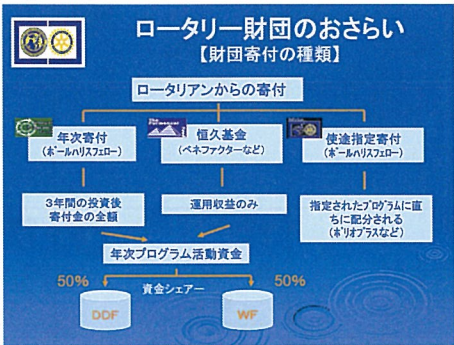 ロータリー財団のおさらい
【財団寄付の種類】
ロータリアンからの寄付
年次寄付
(ﾎﾟｰﾙﾊﾘｽﾌｪﾛｰ)
恒久基金
(ベネファクターなど)
使途指定寄付
(ﾎﾟｰﾙﾊﾘｽﾌｪﾛｰ)
3年間の投資後
寄付金の全額
運用収益のみ
指定されたﾌﾟﾛｸﾞﾗﾑに直
ちに配分される
(ﾎﾟﾘｵﾌﾟﾗｽなど)
年次プログラム活動資金
50%
資金シェアー
50%
DDF
WF